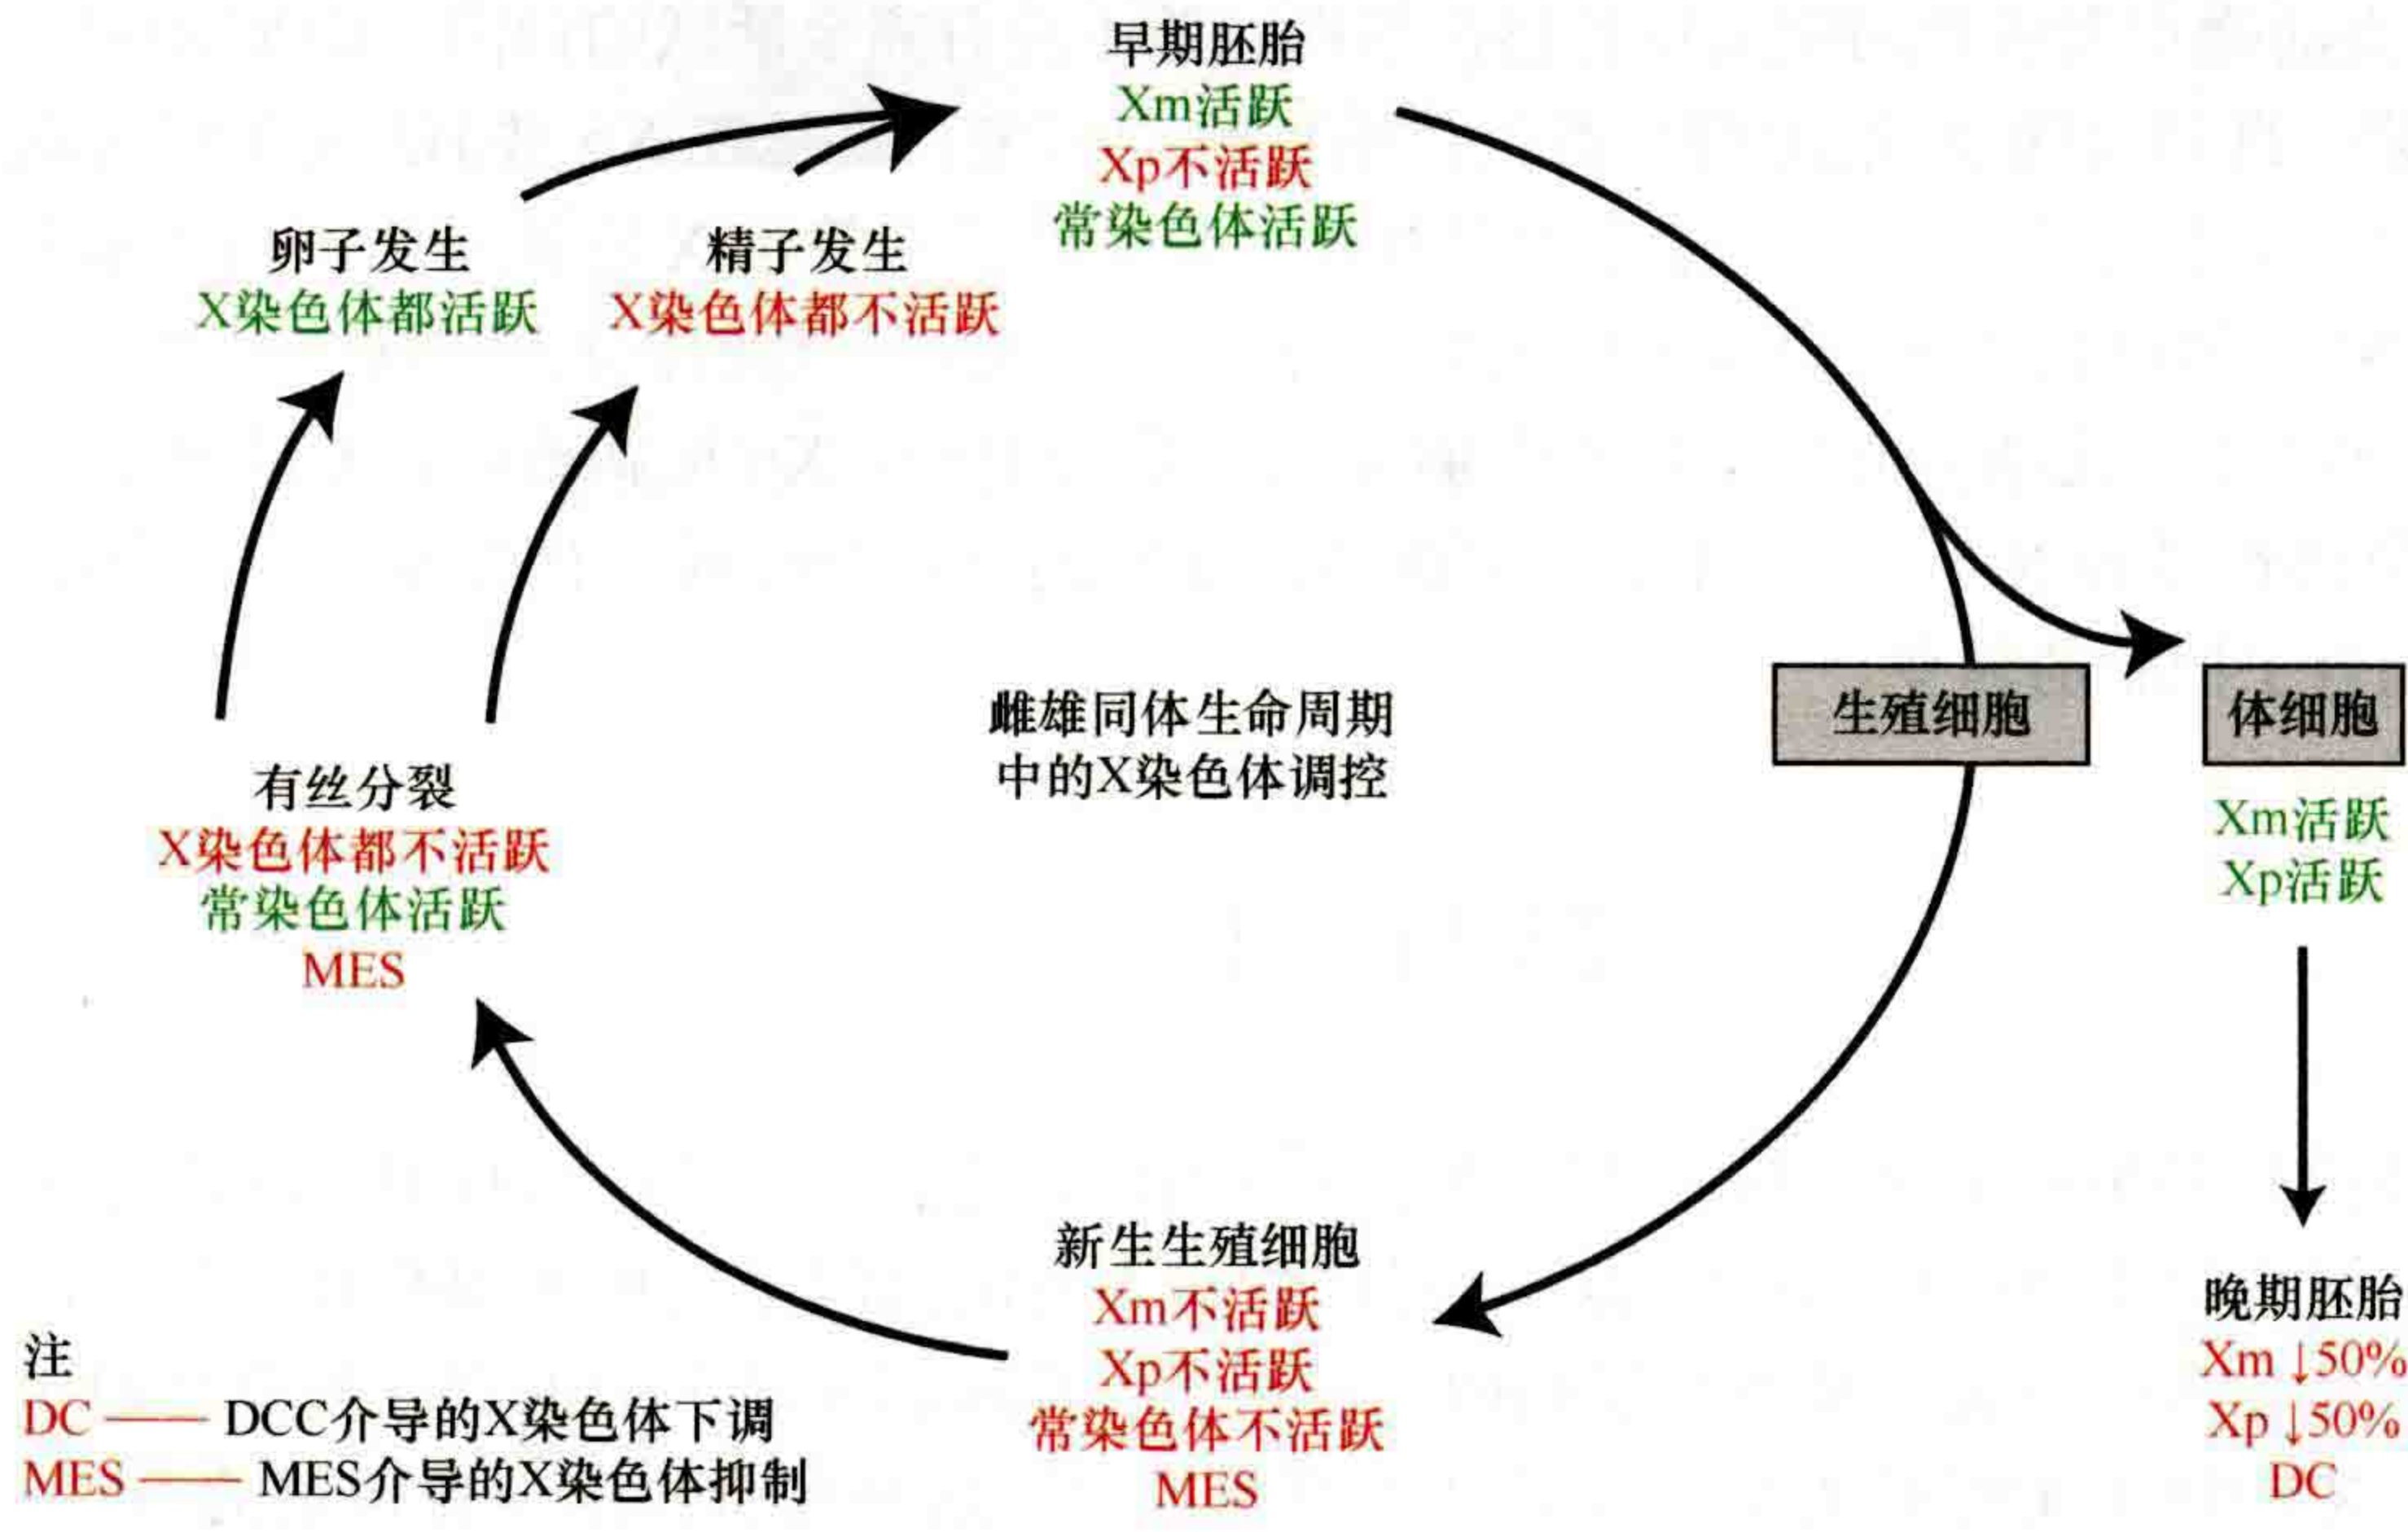 早期胚胎
Xm活跃
Xp不活跃
常染色体活跃
卵子发生
X染色体都活跃
精子发生
X染色体都不活跃
雌雄同体生命周期
中的X染色体调控
生殖细胞
体细胞
Xm活跃
Xp活跃
有丝分裂
X染色体都不活跃
常染色体活跃
MES
新生生殖细胞
Xm不活跃
Xp不活跃
常染色体不活跃
MES
晚期胚胎
Xm↓50%
Xp↓50%
DC
注
DC —— DCC介导的X染色体下调
MES —— MES介导的X染色体抑制